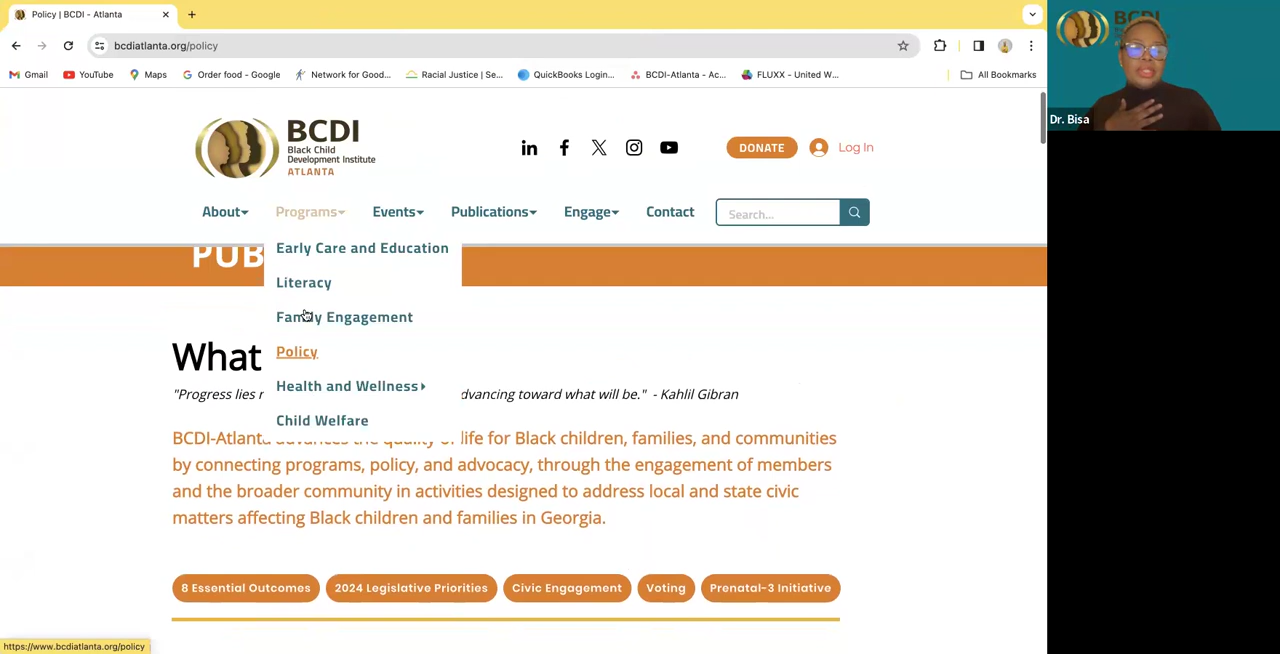 Policy | BCDI - Atlanta
bcdiatlanta.org/policy
Gmail YouTube Maps Order food - Google Network for Good... Racial Justice | Se... QuickBooks Login... BCDI-Atlanta - Ac... FLUXX - United W... All Bookmarks
BCDI
Black Child
Development Institute
ATLANTA
DONATE
Log In
About Programs Events Publications Engage Contact Search...
Early Care and Education
PUB
Literacy
Family Engagement
What
Policy
Health and Wellness
"Progress lies dvancing toward what will be." - Kahlil Gibran
Child Welfare
BCDI-Atlanta advances the quality of life for Black children, families, and communities
by connecting programs, policy, and advocacy, through the engagement of members
and the broader community in activities designed to address local and state civic
matters affecting Black children and families in Georgia.
8 Essential Outcomes 2024 Legislative Priorities Civic Engagement Voting Prenatal-3 Initiative
https://www.bcdiatlanta.org/policy
BCDI
Dr. Bisa